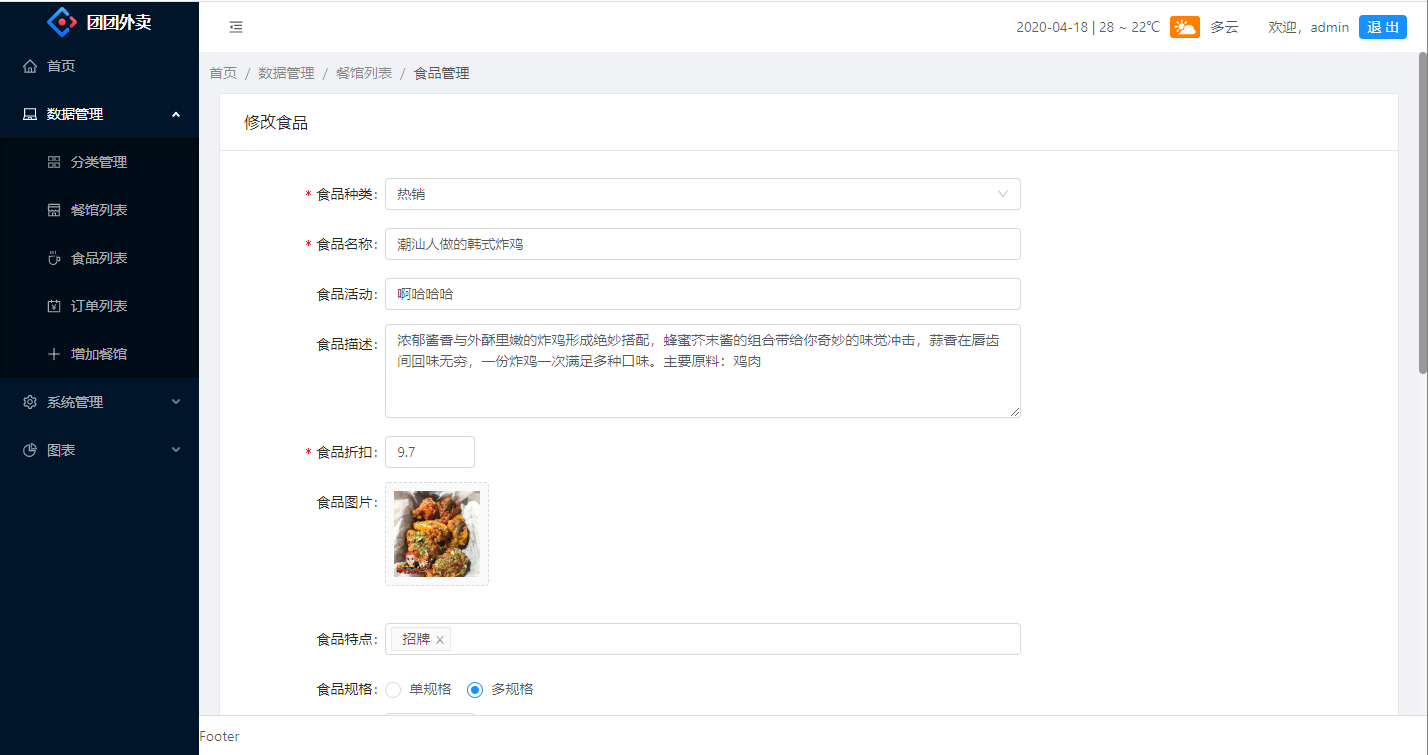 团团外卖
2020-04-18 | 28 ~ 22℃ 多云 欢迎，admin 退 出
首页
数据管理
分类管理
餐馆列表
食品列表
订单列表
增加餐馆
系统管理
图表
首页 / 数据管理 / 餐馆列表 / 食品管理
修改食品
* 食品种类: 热销
* 食品名称: 潮汕人做的韩式炸鸡
食品活动: 啊哈哈哈
食品描述: 浓郁酱香与外酥里嫩的炸鸡形成绝妙搭配，蜂蜜芥末酱的组合带给你奇妙的味觉冲击，蒜香在唇齿
间回味无穷，一份炸鸡一次满足多种口味。主要原料：鸡肉
* 食品折扣: 9.7
食品图片:
食品特点: 招牌 ×
食品规格: 单规格 多规格
Footer